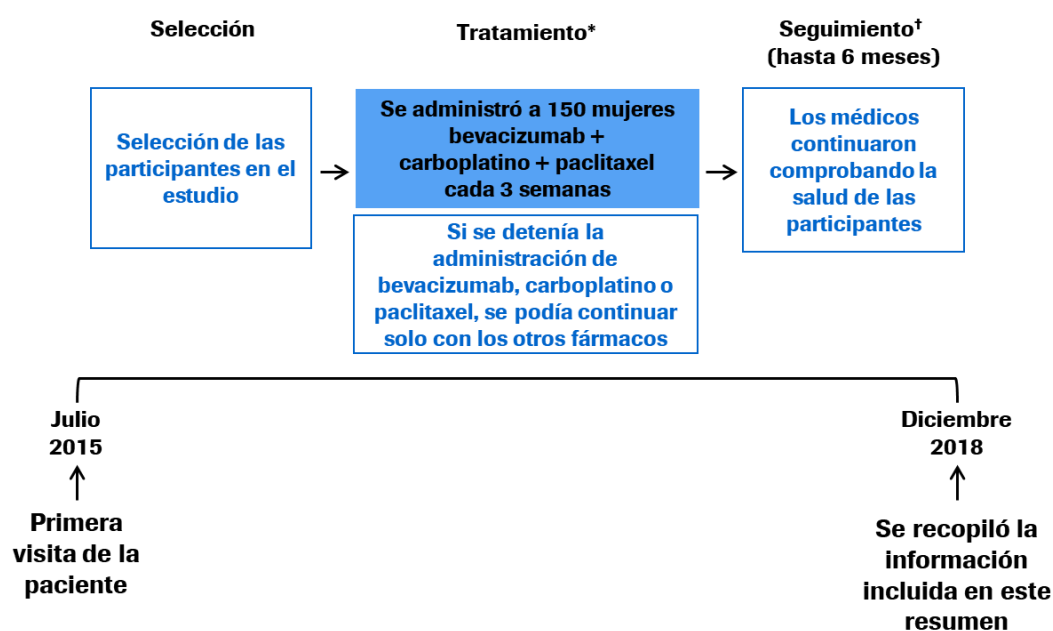 Selección
Tratamiento*
Seguimiento†
(hasta 6 meses)
Selección de las
participantes en el
estudio
Se administró a 150 mujeres
bevacizumab +
carboplatino + paclitaxel
cada 3 semanas
Si se detenía la
administración de
bevacizumab, carboplatino o
paclitaxel, se podía continuar
solo con los otros fármacos
Los médicos
continuaron
comprobando la
salud de las
participantes
Julio
2015
Primera
visita de la
paciente
Diciembre
2018
Se recopiló la
información
incluida en este
resumen